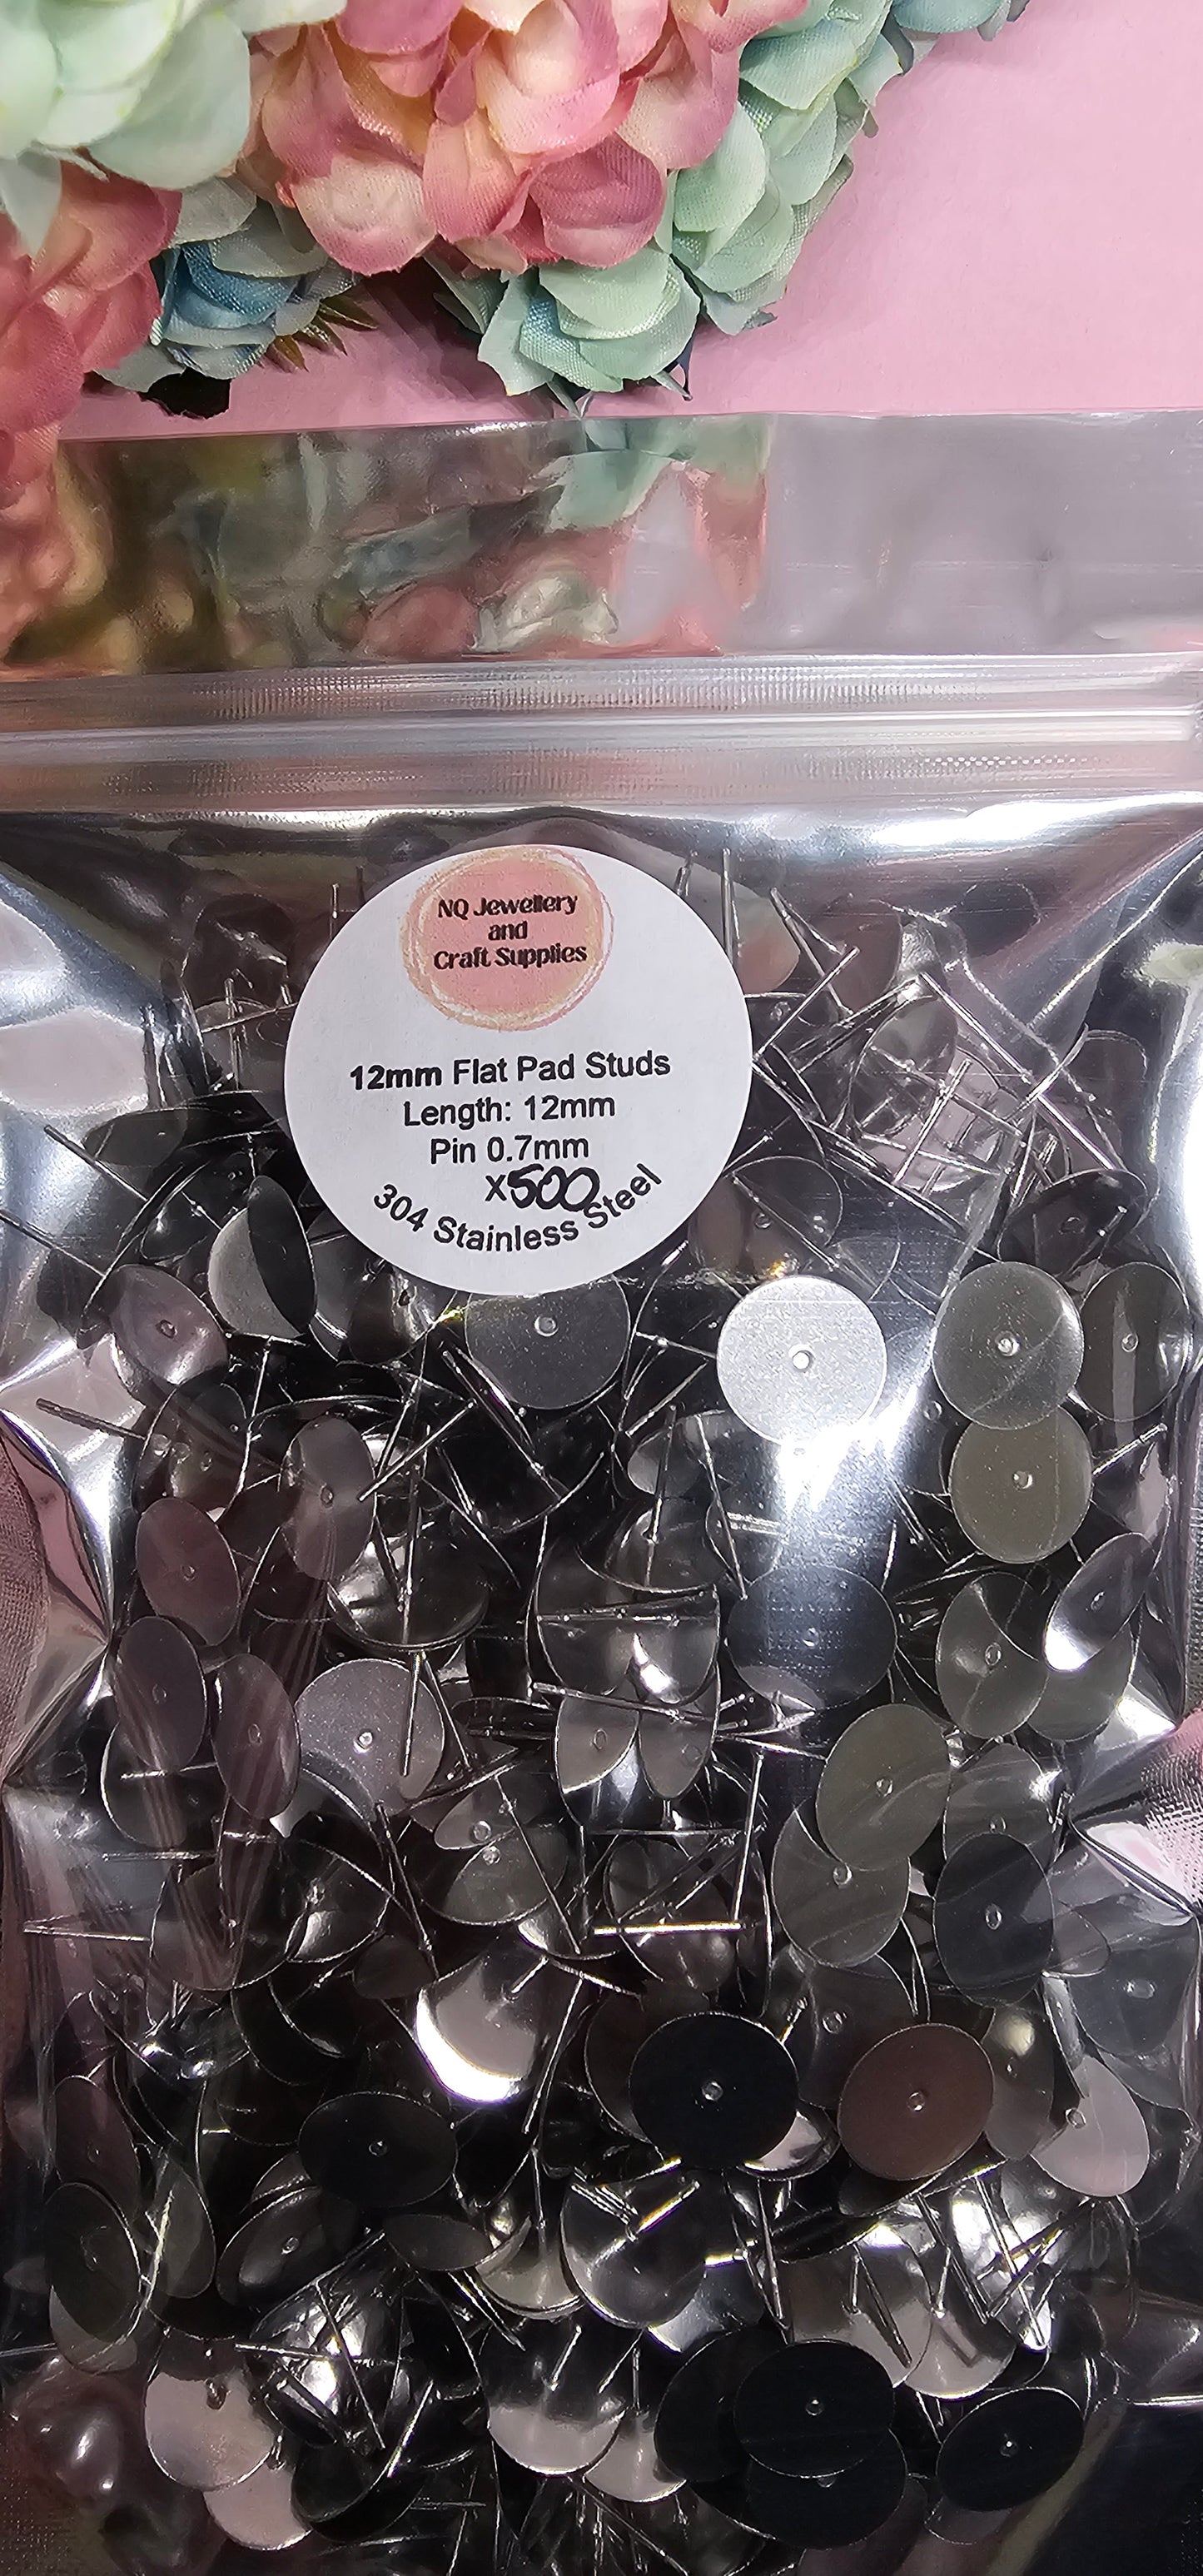 NQ Jewellery
and
Craft Supplies
12mm Flat Pad Studs
Length: 12mm
Pin 0.7mm
x500
304 Stainless Steel